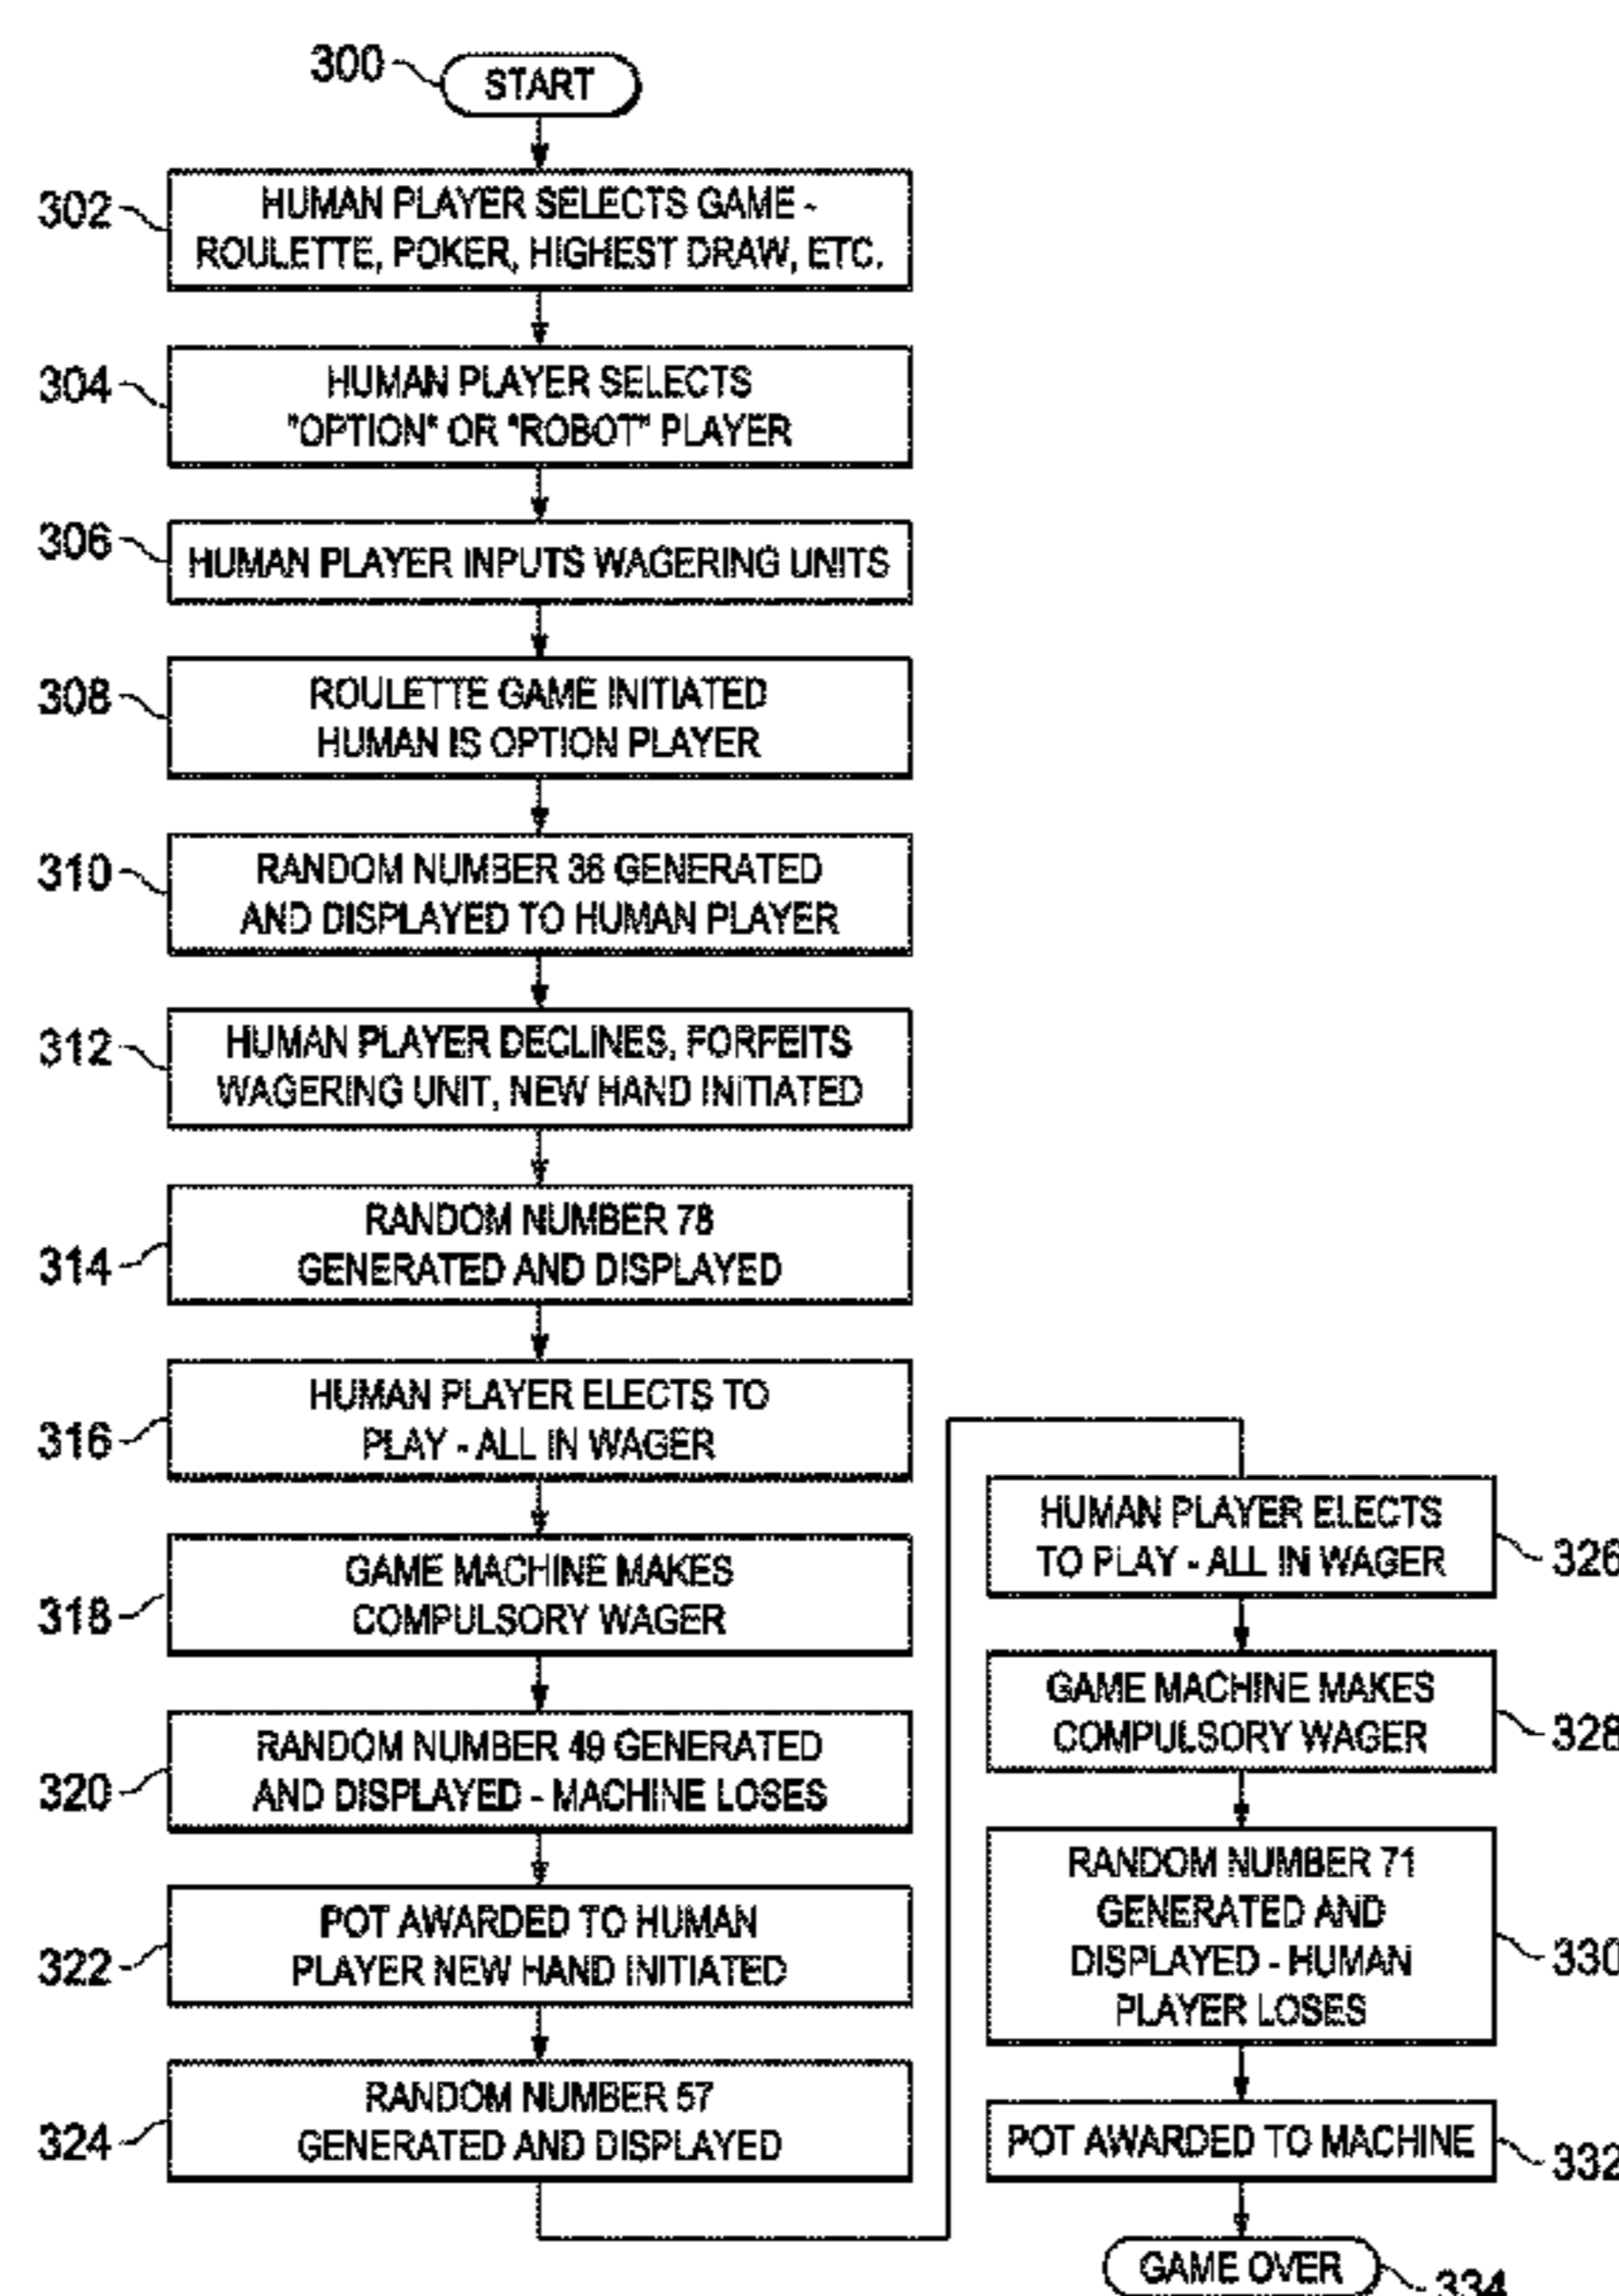 300
START
302
HUMAN PLAYER SELECTS GAME -
ROULETTE, POKER, HIGHEST DRAW, ETC.
304
HUMAN PLAYER SELECTS
"OPTION" OR "ROBOT" PLAYER
306
HUMAN PLAYER INPUTS WAGERING UNITS
308
ROULETTE GAME INITIATED
HUMAN IS OPTION PLAYER
310
RANDOM NUMBER 36 GENERATED
AND DISPLAYED TO HUMAN PLAYER
312
HUMAN PLAYER DECLINES, FORFEITS
WAGERING UNIT, NEW HAND INITIATED
314
RANDOM NUMBER 78
GENERATED AND DISPLAYED
316
HUMAN PLAYER ELECTS TO
PLAY - ALL IN WAGER
318
GAME MACHINE MAKES
COMPULSORY WAGER
320
RANDOM NUMBER 49 GENERATED
AND DISPLAYED - MACHINE LOSES
322
POT AWARDED TO HUMAN
PLAYER NEW HAND INITIATED
324
RANDOM NUMBER 57
GENERATED AND DISPLAYED
HUMAN PLAYER ELECTS
TO PLAY - ALL IN WAGER
326
GAME MACHINE MAKES
COMPULSORY WAGER
328
RANDOM NUMBER 71
GENERATED AND
DISPLAYED - HUMAN
PLAYER LOSES
330
POT AWARDED TO MACHINE
332
GAME OVER
334